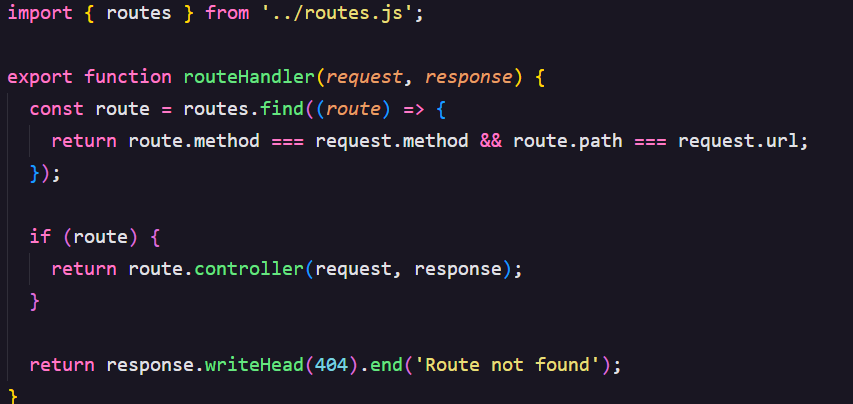 import { routes } from '../routes.js';
export function routeHandler(request, response) {
const route = routes.find((route) => {
return route.method === request.method && route.path === request.url;
});
if (route) {
return route.controller(request, response);
}
return response.writeHead(404).end('Route not found');
}